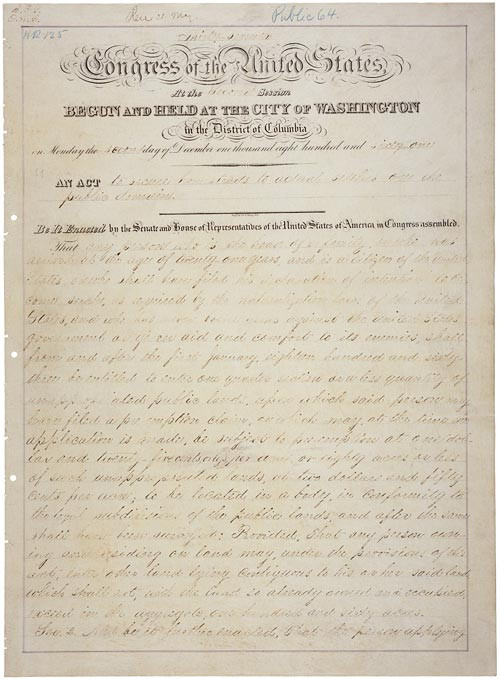 HR 125
Public 64.
Thirty-seventh
Congress of the United States,
At the second Session
BEGUN AND HELD AT THE CITY OF WASHINGTON
in the District of Columbia
on Monday the second day of December one thousand eight hundred and sixty-one
AN ACT to secure homesteads to actual settlers on the
public domain.
Be It Enacted by the Senate and House of Representatives of the United States of America in Congress assembled.
That any person who is the head of a family, or who has
arrived at the age of twenty one years and is a citizen of the United
States, or who shall have filed his declaration of intention to be-
come such, as required by the naturalization laws of the United
States, and who has never borne arms against the United States
government or given aid and comfort to its enemies, shall
from and after the first January, eighteen hundred and sixty
three be entitled to enter one quarter section or a less quantity of
unappropriated public lands, upon which said person may
have filed a preemption claim, or which may, at the time the
application is made, be subject to preemption at one dol-
lar and twenty-five cents, or less, per acre; or eighty acres or less
of such unappropriated lands, at two dollars and fifty
cents per acre, to be located in a body, in conformity to
the legal subdivisions of the public lands, and after the same
shall have been surveyed: Provided, That any person own-
ing and residing on land may, under the provisions of this
act, enter other land lying contiguous to his or her said land,
which shall not, with the land so already owned and occupied,
exceed in the aggregate one hundred and sixty acres.
Sec. 2. And be it further enacted, That the person applying